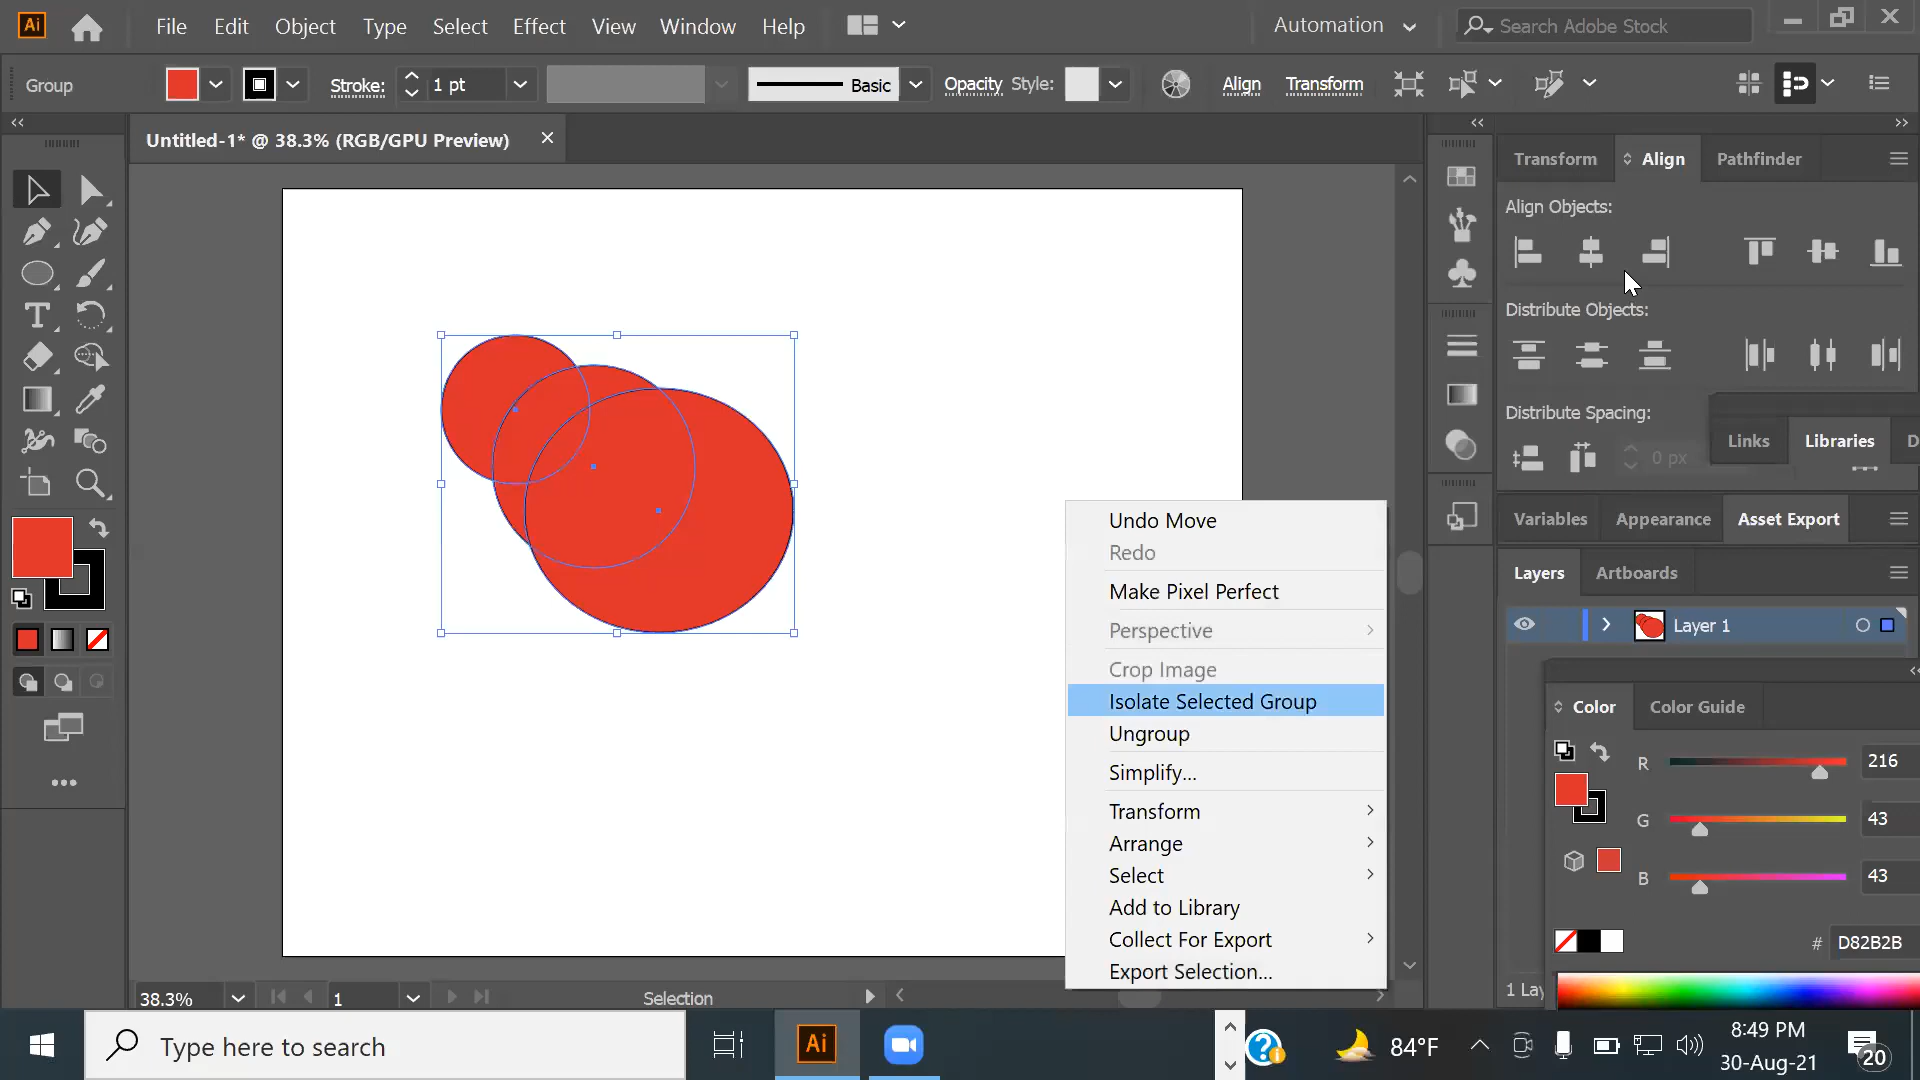 Ai File Edit Object Type Select Effect View Window Help Automation Search Adobe Stock
Group Stroke: 1 pt Basic Opacity Style: Align Transform
Untitled-1* @ 38.3% (RGB/GPU Preview)
Transform Align Pathfinder
Align Objects:
Distribute Objects:
Distribute Spacing:
0 px
Links Libraries D
Variables Appearance Asset Export
Layers Artboards
Layer 1
Color Color Guide
R 216
G 43
B 43
# D82B2B
1 Lay
Undo Move
Redo
Make Pixel Perfect
Perspective
Crop Image
Isolate Selected Group
Ungroup
Simplify...
Transform
Arrange
Select
Add to Library
Collect For Export
Export Selection...
38.3% 1 Selection
Type here to search Ai 84°F 8:49 PM
30-Aug-21 20